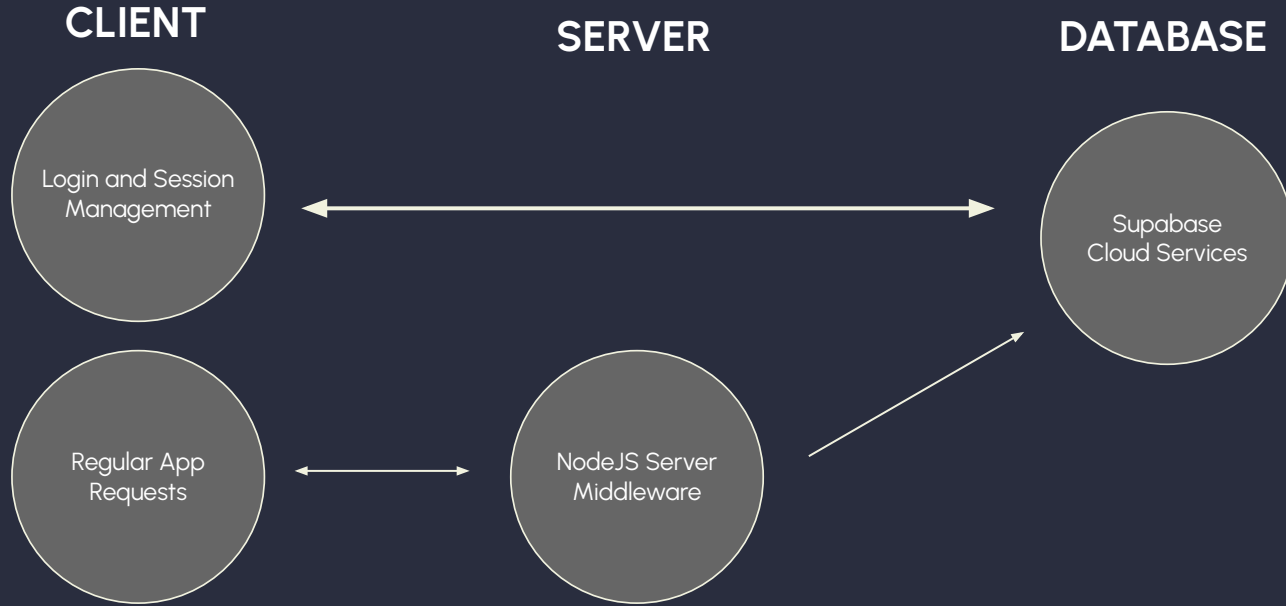 CLIENT
SERVER
DATABASE
Login and Session
Management
Supabase
Cloud Services
Regular App
Requests
NodeJS Server
Middleware